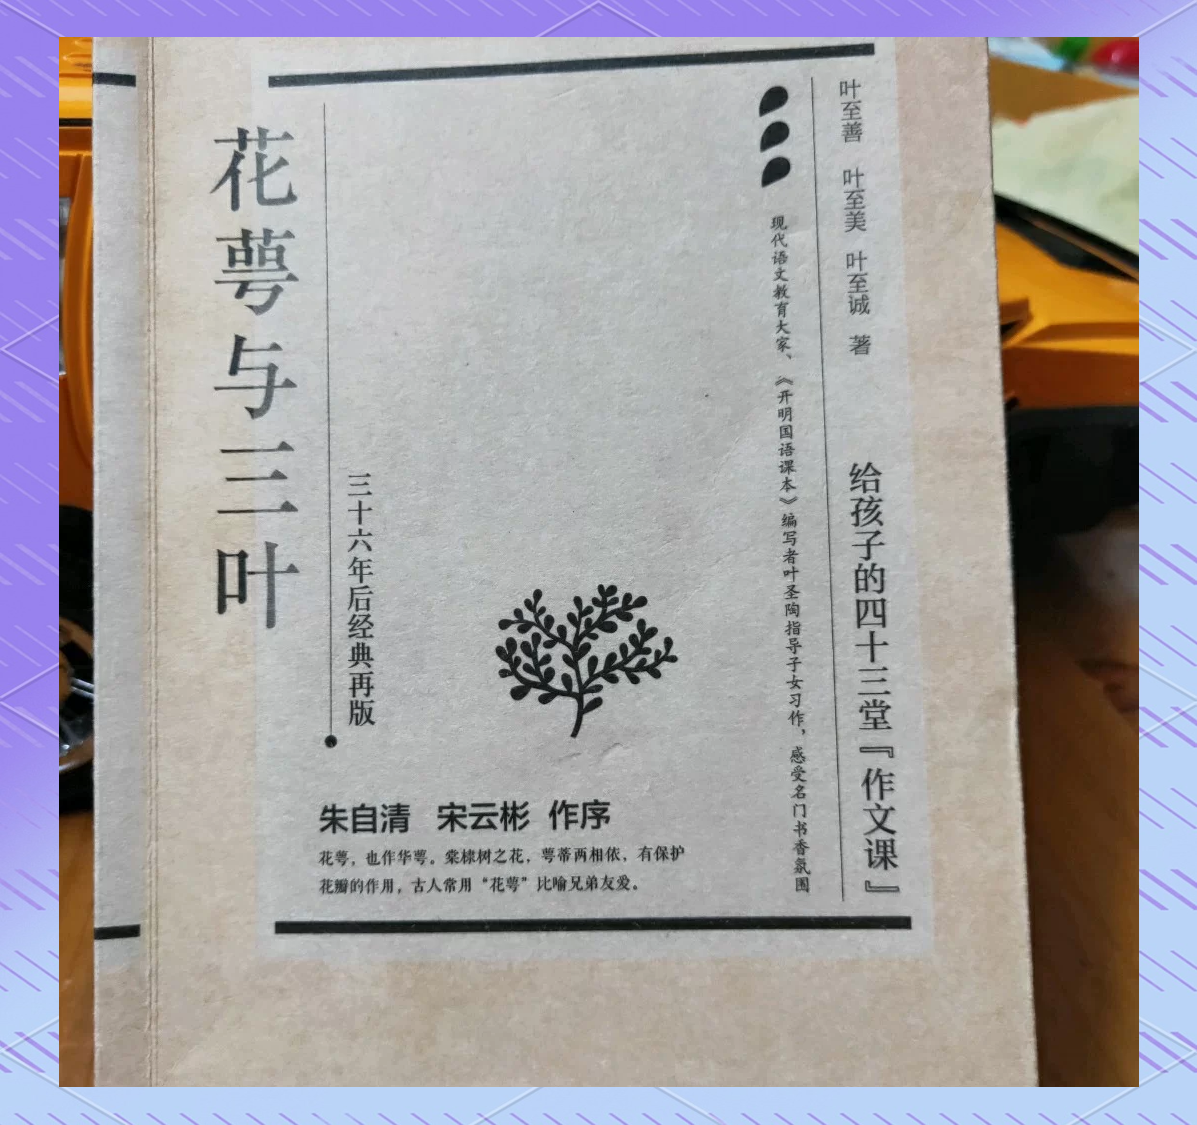 叶至善 叶至美 叶至诚 著
给孩子的四十三堂『作文课』
现代语文教育大家、《开明国语课本》编写者叶圣陶指导子女习作，感受名门书香氛围
花萼与三叶
三十六年后经典再版
朱自清 宋云彬 作序
花萼，也作华萼。棠棣树之花，萼蒂两相依，有保护
花瓣的作用，古人常用“花萼”比喻兄弟友爱。